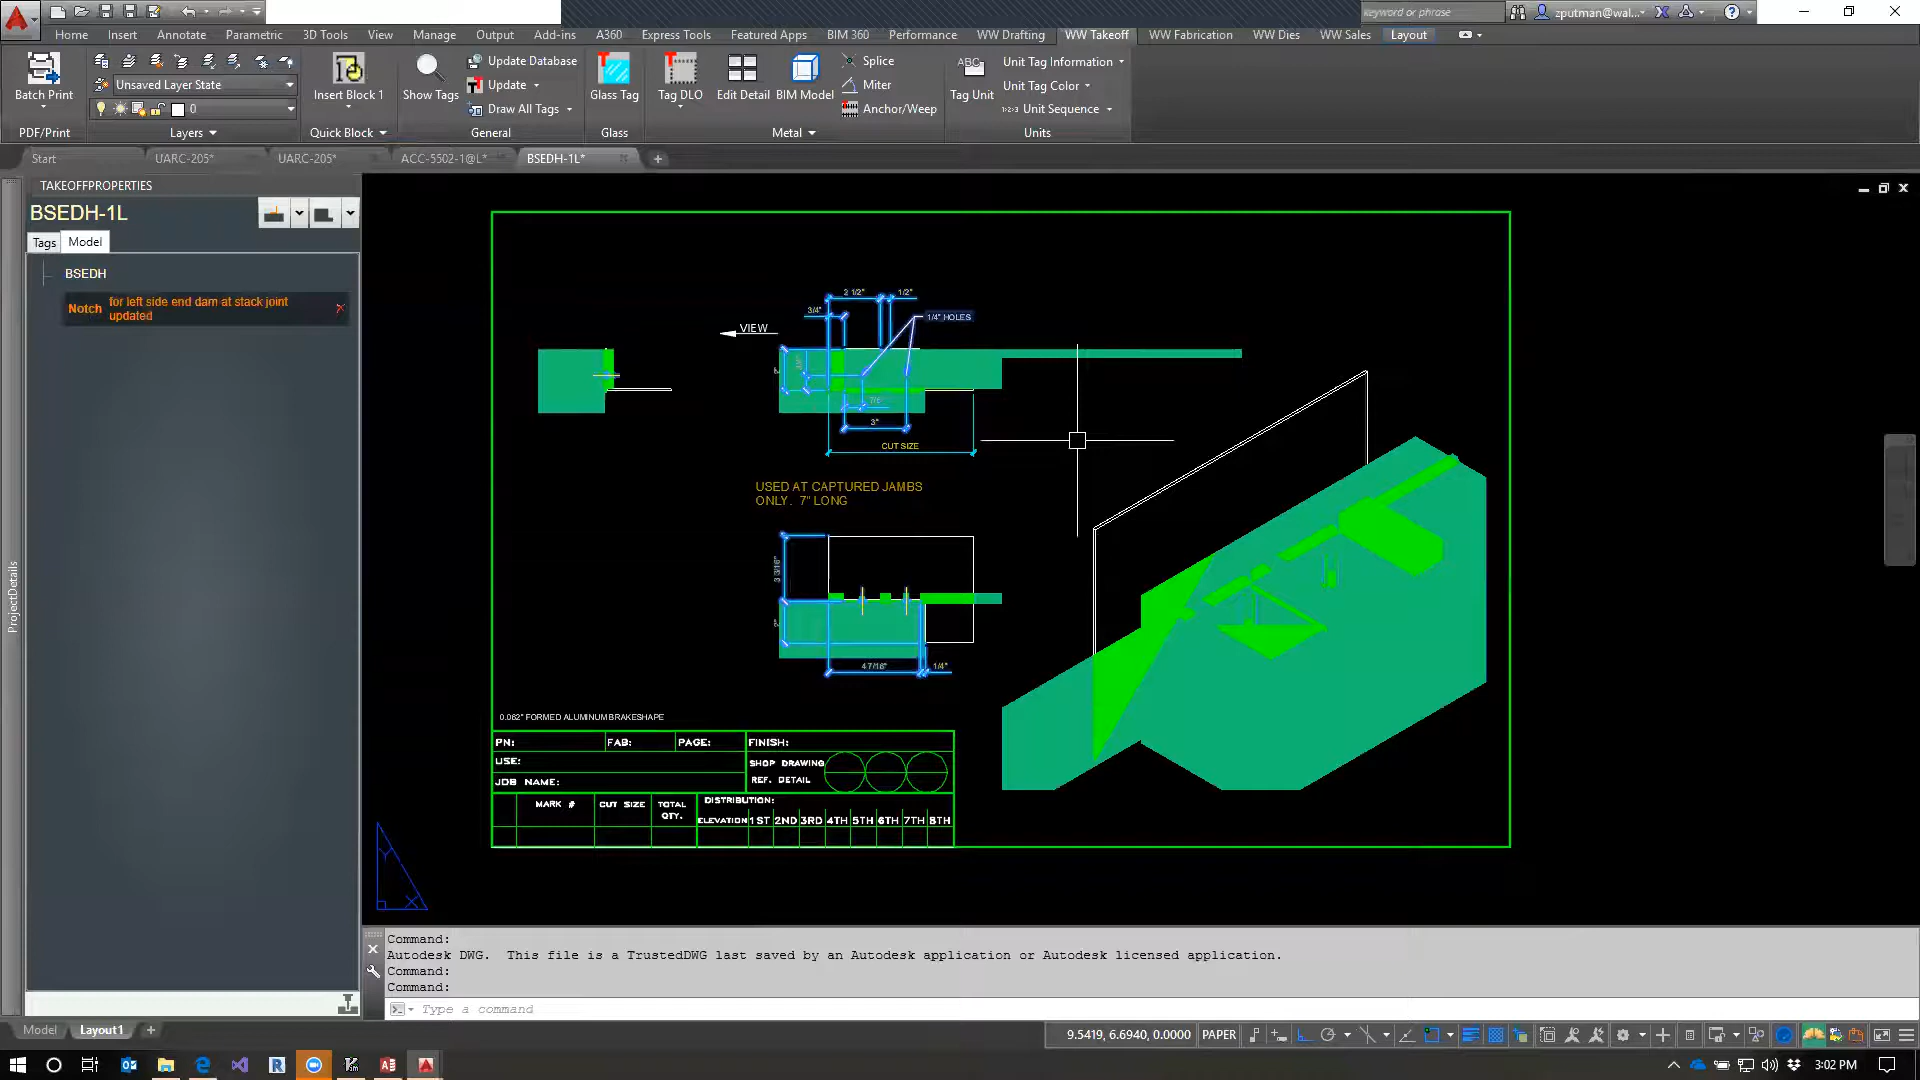 keyword or phrase
zputman@wal...
Home Insert Annotate Parametric 3D Tools View Manage Output Add-ins A360 Express Tools Featured Apps BIM 360 Performance WW Drafting WW Takeoff WW Fabrication WW Dies WW Sales Layout
Batch Print
Unsaved Layer State
0
Insert Block 1
Show Tags
Update Database
Update
Draw All Tags
Glass Tag
Tag DLO
Edit Detail
BIM Model
Splice
Miter
Anchor/Weep
ABC
Tag Unit
Unit Tag Information
Unit Tag Color
Unit Sequence
PDF/Print Layers Quick Block General Glass Metal Units
Start UARC-205* UARC-205* ACC-5502-1@L* BSEDH-1L*
TAKEOFFPROPERTIES
BSEDH-1L
Tags Model
BSEDH
Notch for left side end dam at stack joint
updated
ProjectDetails
2 1/2" 1/2"
3/4"
1/4" HOLES
VIEW
3"
CUT SIZE
USED AT CAPTURED JAMBS
ONLY. 7" LONG
3 3/16"
2"
4 7/16" 1/4"
0.062" FORMED ALUMINUM BRAKESHAPE
PN: FAB: PAGE: FINISH:
USE:
SHOP DRAWING
REF. DETAIL
JOB NAME:
MARK # CUT SIZE TOTAL
QTY.
DISTRIBUTION:
ELEVATION 1ST 2ND 3RD 4TH 5TH 6TH 7TH 8TH
Y
X
Command:
Autodesk DWG. This file is a TrustedDWG last saved by an Autodesk application or Autodesk licensed application.
Command:
Command:
Type a command
Model Layout1 +
9.5419, 6.6940, 0.0000 PAPER
3:02 PM